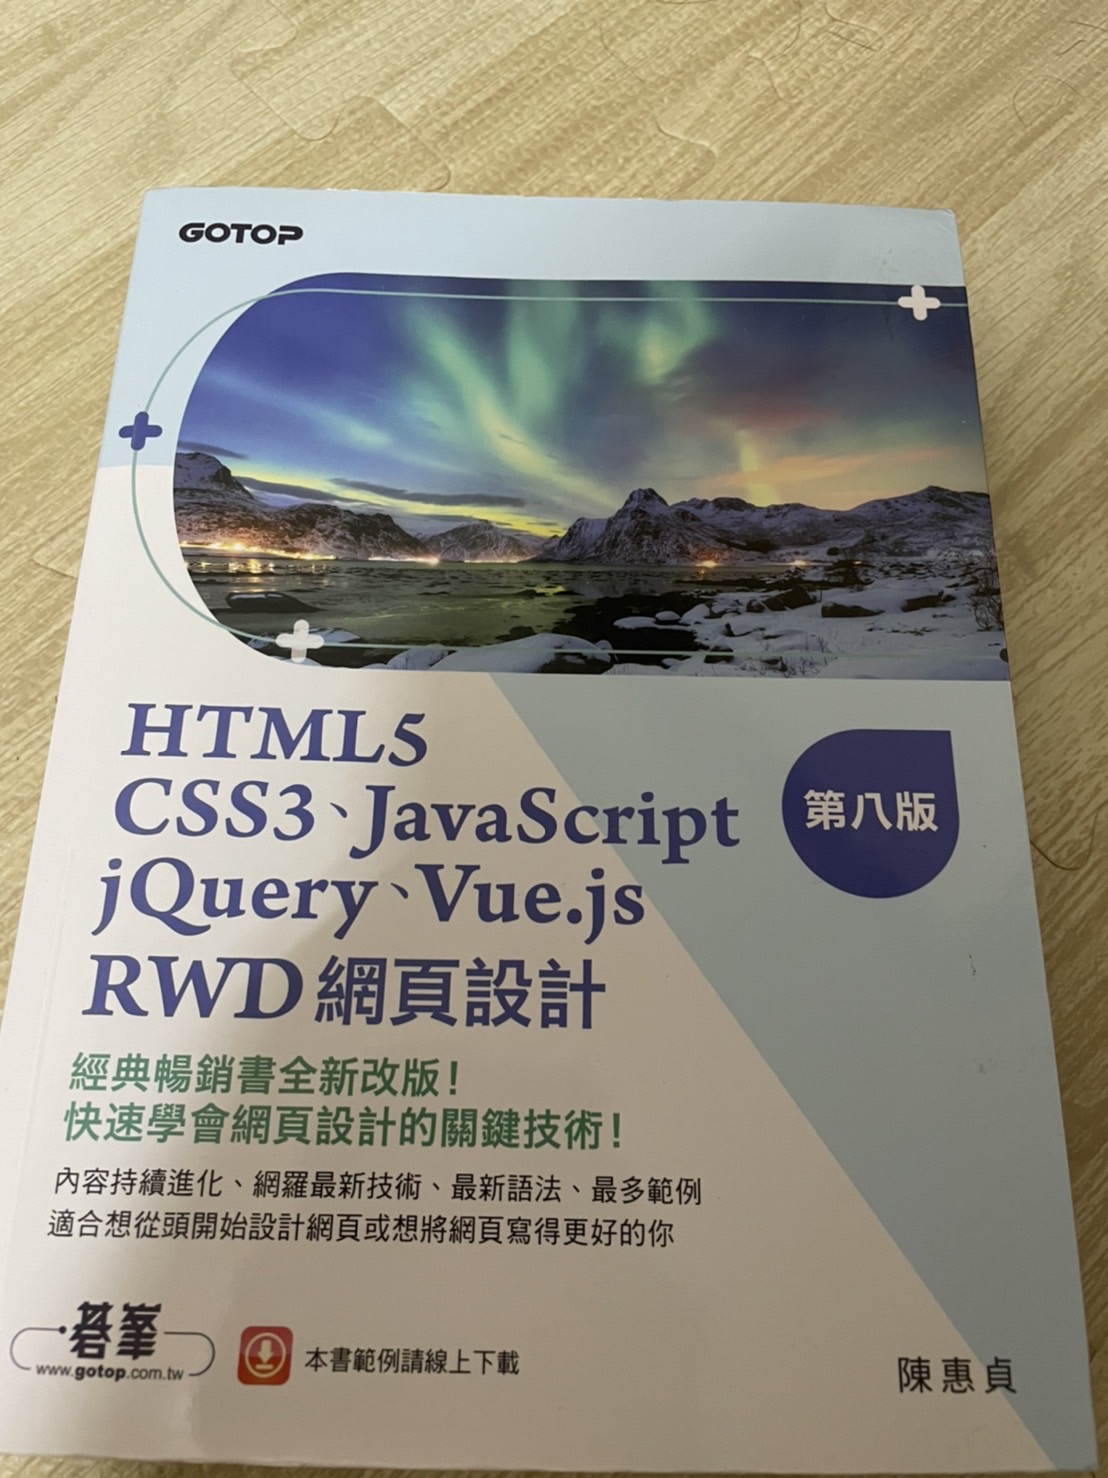 GOTOP
HTML5
CSS3、JavaScript
jQuery、Vue.js
RWD網頁設計
第八版
經典暢銷書全新改版！
快速學會網頁設計的關鍵技術！
內容持續進化、網羅最新技術、最新語法、最多範例
適合想從頭開始設計網頁或想將網頁寫得更好的你
碁峯
www.gotop.com.tw
本書範例請線上下載
陳惠貞